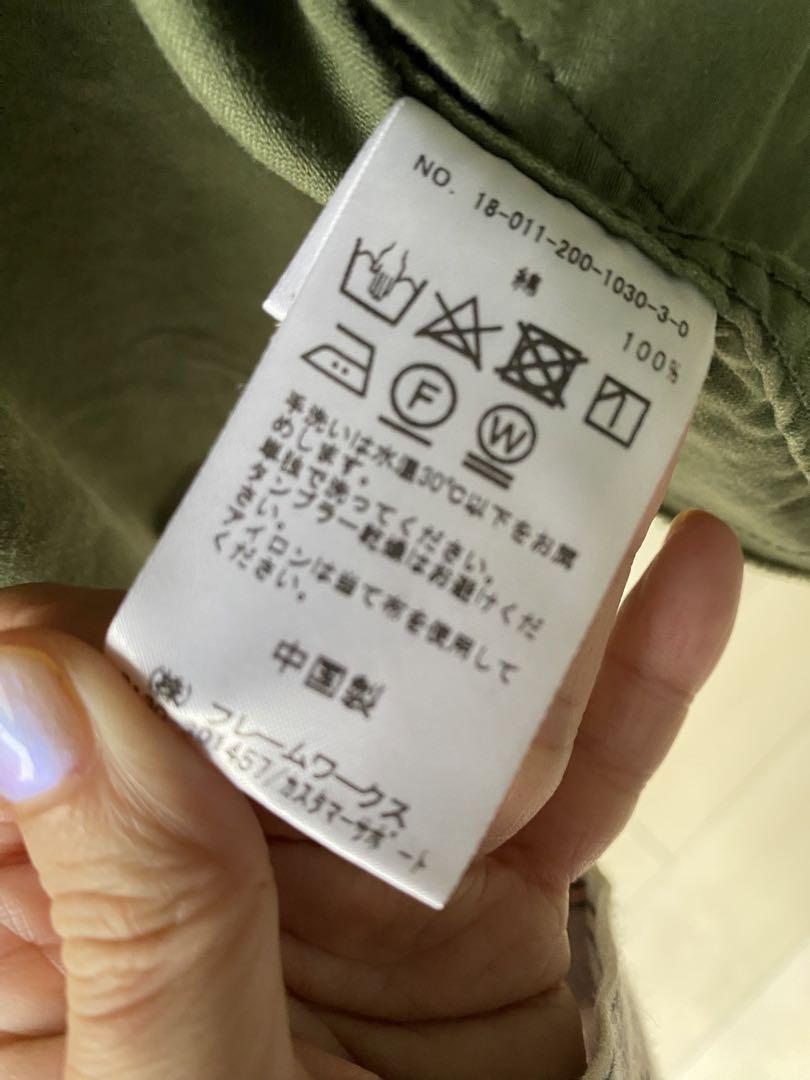 NO. 18-011-200-1030-3-0
綿 100%
F W
手洗いは水温30℃以下をお薦
めします。
単独で洗ってください。
タンブラー乾燥はお避けくだ
さい。
アイロンは当て布を使用して
ください。
中国製
(株) フレームワークス
91457/カスタマーサポート